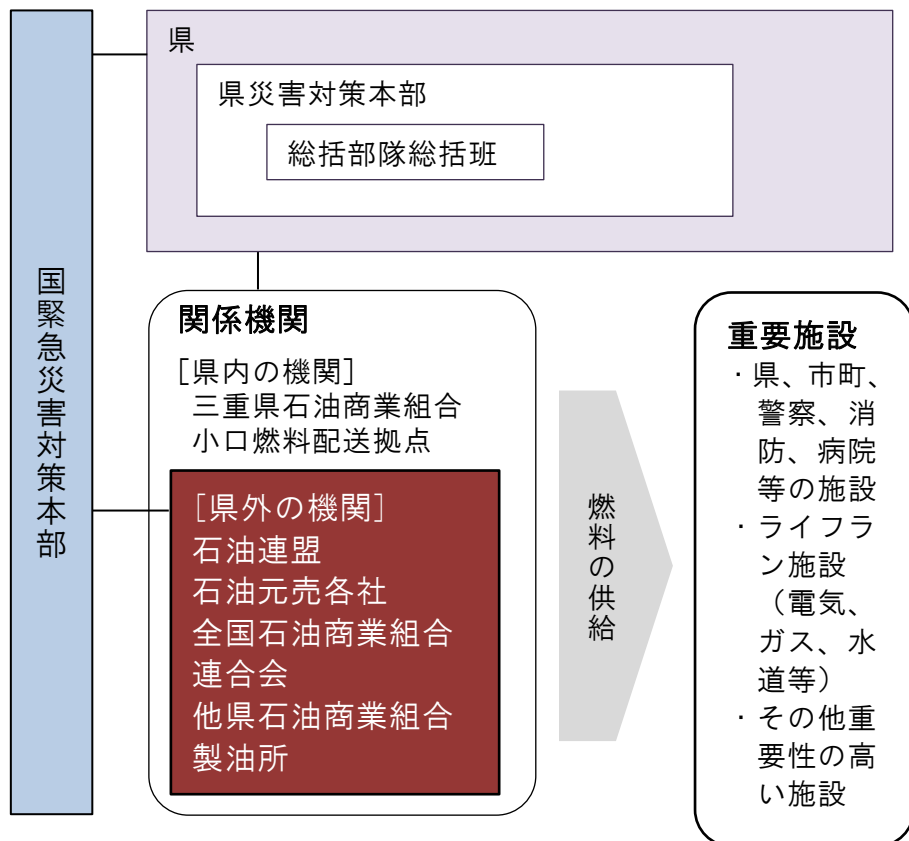 県
県災害対策本部
総括部隊総括班
国緊急災害対策本部
関係機関
［県内の機関］
三重県石油商業組合
小口燃料配送拠点
［県外の機関］
石油連盟
石油元売各社
全国石油商業組合
連合会
他県石油商業組合
製油所
燃料の供給
重要施設
・県、市町、
警察、消
防、病院
等の施設
・ライフラ
ン施設
（電気、
ガス、水
道等）
・その他重
要性の高
い施設